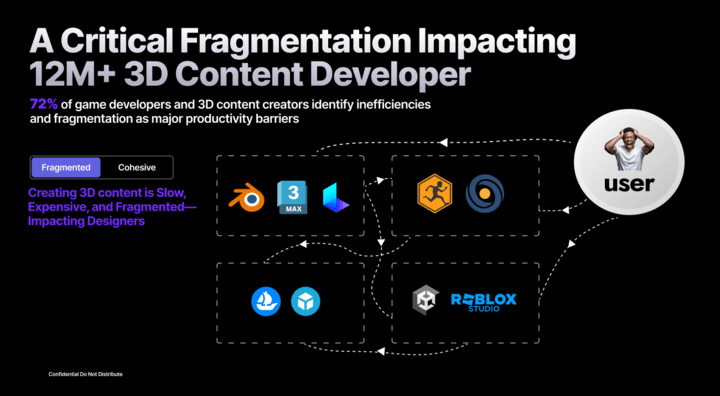 A Critical Fragmentation Impacting
12M+ 3D Content Developer
72% of game developers and 3D content creators identify inefficiencies
and fragmentation as major productivity barriers
Fragmented
Cohesive
Creating 3D content is Slow,
Expensive, and Fragmented—
Impacting Designers
3
MAX
user
ROBLOX
STUDIO
Confidential Do Not Distribute